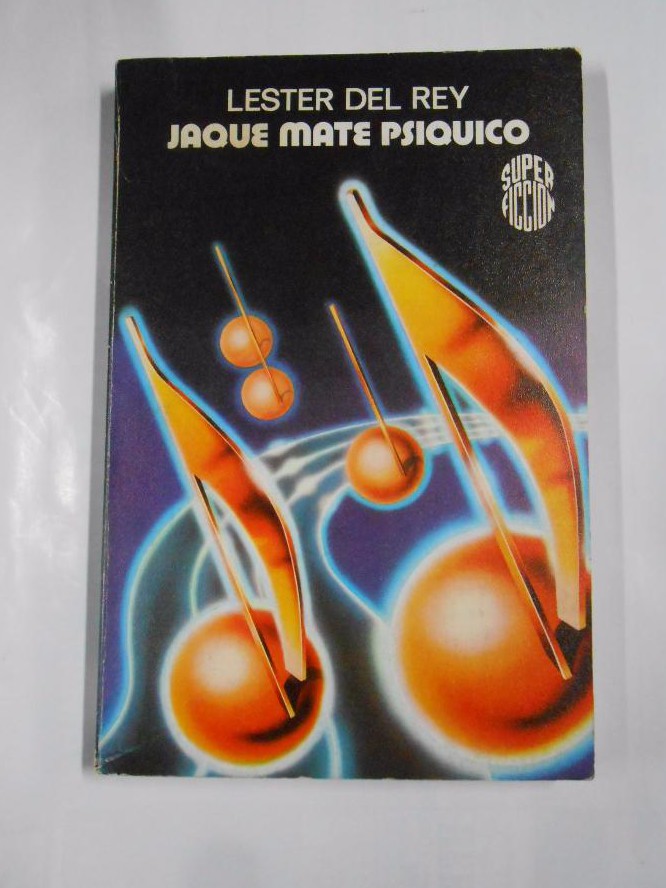 LESTER DEL REY
JAQUE MATE PSIQUICO
SUPER
FICCION